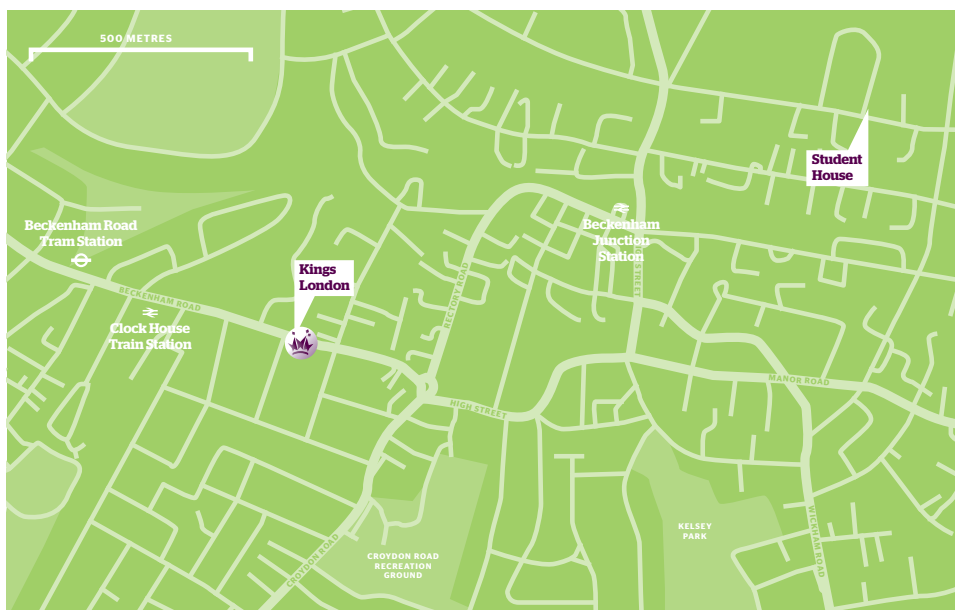 500 METRES
Student
House
Beckenham Road
Tram Station
Beckenham
Junction
Station
Kings
London
BECKENHAM ROAD
Clock House
Train Station
RECTORY ROAD
STREET
HIGH STREET
MANOR ROAD
CROYDON ROAD
CROYDON ROAD
RECREATION
GROUND
KELSEY
PARK
WICKHAM ROAD